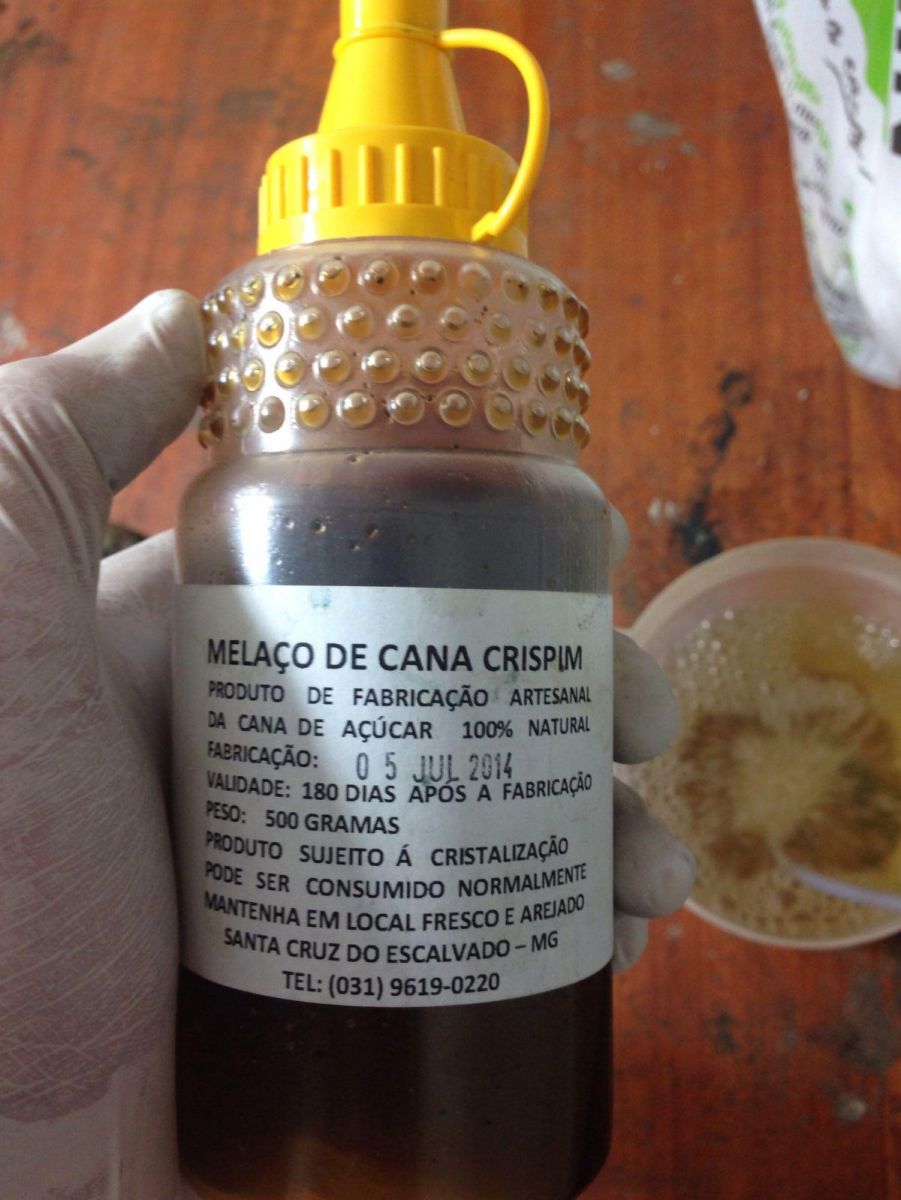 MELAÇO DE CANA CRISPIM
PRODUTO DE FABRICAÇÃO ARTESANAL
DA CANA DE AÇÚCAR 100% NATURAL
FABRICAÇÃO: 05 JUL 2014
VALIDADE: 180 DIAS APÓS A FABRICAÇÃO
PESO: 500 GRAMAS
PRODUTO SUJEITO Á CRISTALIZAÇÃO
PODE SER CONSUMIDO NORMALMENTE
MANTENHA EM LOCAL FRESCO E AREJADO
SANTA CRUZ DO ESCALVADO – MG
TEL: (031) 9619-0220